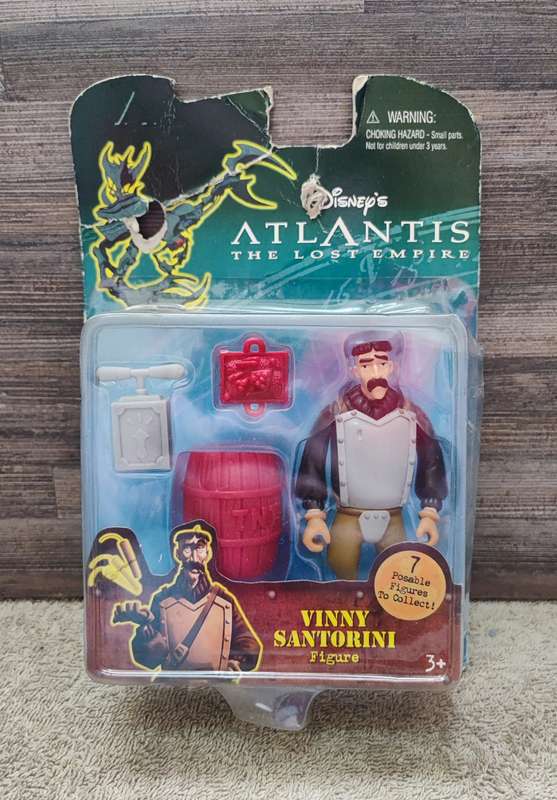 ⚠ WARNING:
CHOKING HAZARD - Small parts.
Not for children under 3 years.
Disney's
ATLANTIS
THE LOST EMPIRE
TNT
7
Posable
Figures
To Collect!
VINNY
SANTORINI
Figure
3+